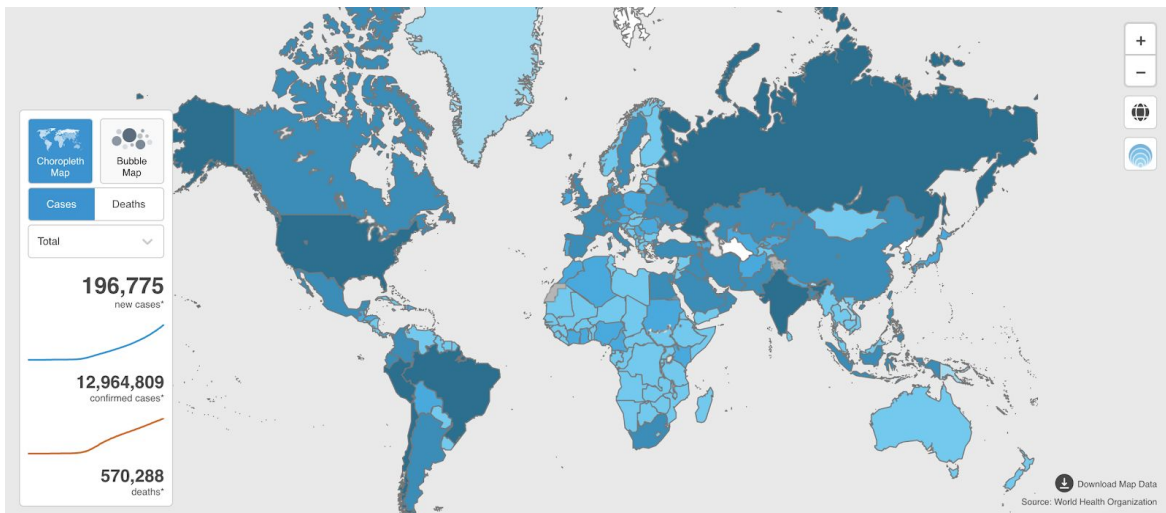 Choropleth
Map
Bubble
Map
Cases
Deaths
Total
196,775
new cases*
12,964,809
confirmed cases*
570,288
deaths*
+
−
Download Map Data
Source: World Health Organization